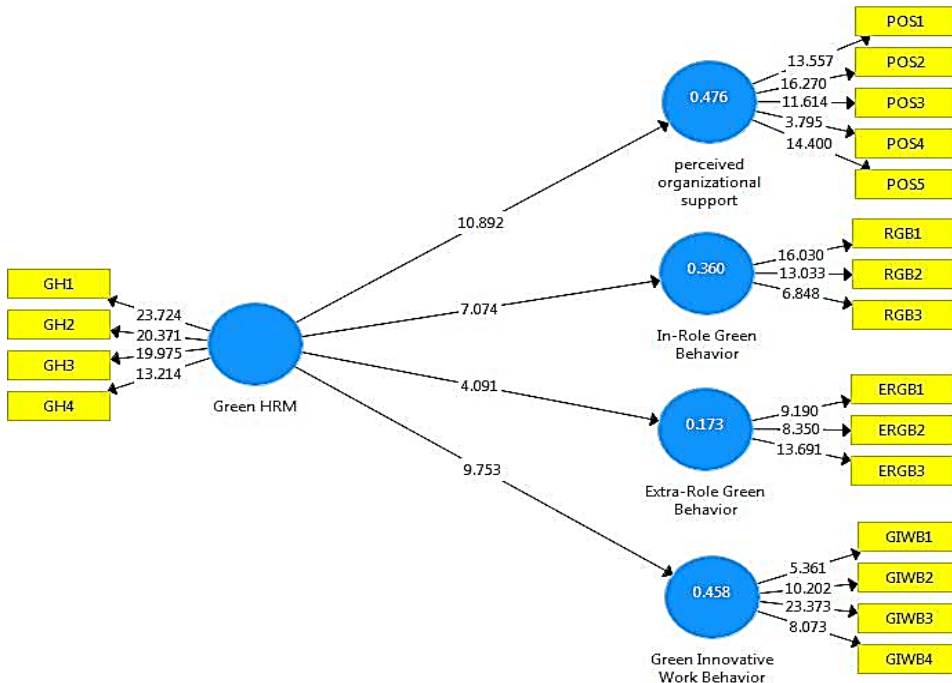 GH1
GH2
GH3
GH4
23.724
20.371
19.975
13.214
Green HRM
10.892
7.074
4.091
9.753
0.476
perceived
organizational
support
13.557
16.270
11.614
3.795
14.400
POS1
POS2
POS3
POS4
POS5
0.360
In-Role Green
Behavior
16.030
13.033
6.848
RGB1
RGB2
RGB3
0.173
Extra-Role Green
Behavior
9.190
8.350
13.691
ERGB1
ERGB2
ERGB3
0.458
Green Innovative
Work Behavior
5.361
10.202
23.373
8.073
GIWB1
GIWB2
GIWB3
GIWB4